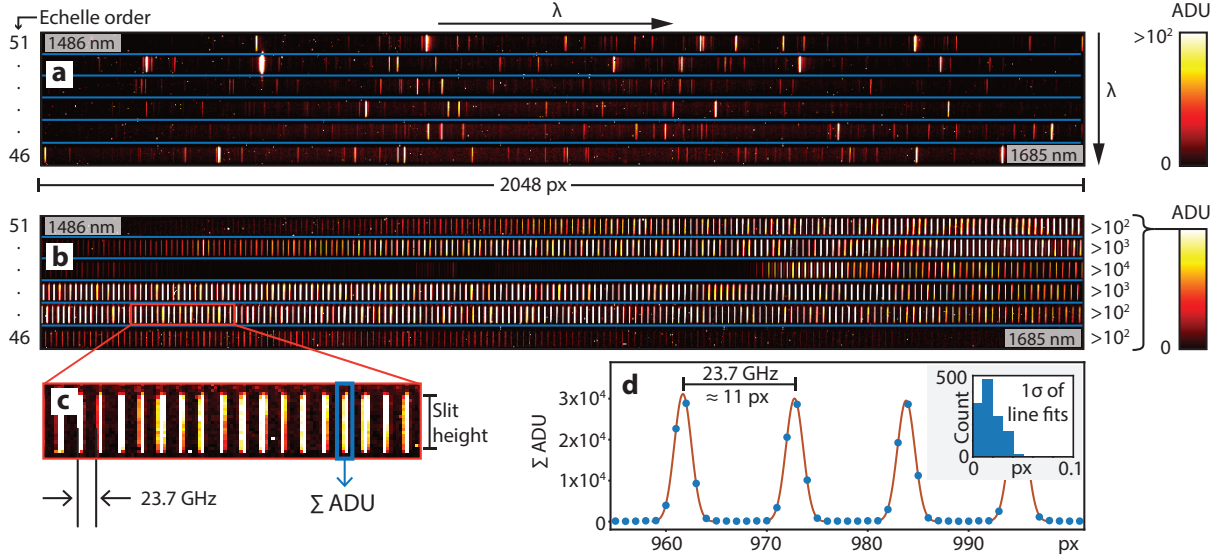 Echelle order
λ
ADU
51
1486 nm
>10²
a
·
·
·
·
λ
46
1685 nm
0
2048 px
ADU
51
1486 nm
>10²
b
·
>10³
·
>10⁴
·
>10³
·
>10²
46
1685 nm
>10²
0
c
Slit
height
23.7 GHz
Σ ADU
d
23.7 GHz
≈ 11 px
500
Count
0
1σ of
line fits
0
px
0.1
Σ ADU
3x10⁴
2x10⁴
1x10⁴
0
960
970
980
990
px